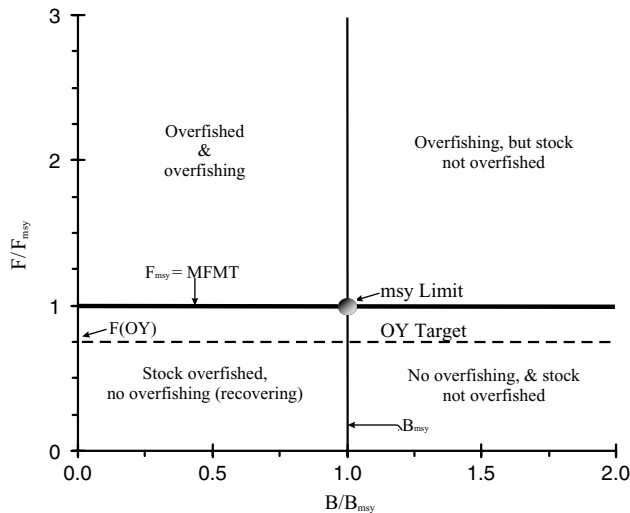 3
Overfished
&
overfishing
Overfishing, but stock
not overfished
2
F/Fmsy
Fmsy = MFMT
msy Limit
1
F(OY)
OY Target
Stock overfished,
no overfishing (recovering)
No overfishing, & stock
not overfished
Bmsy
0
0.0
0.5
1.0
1.5
2.0
B/Bmsy